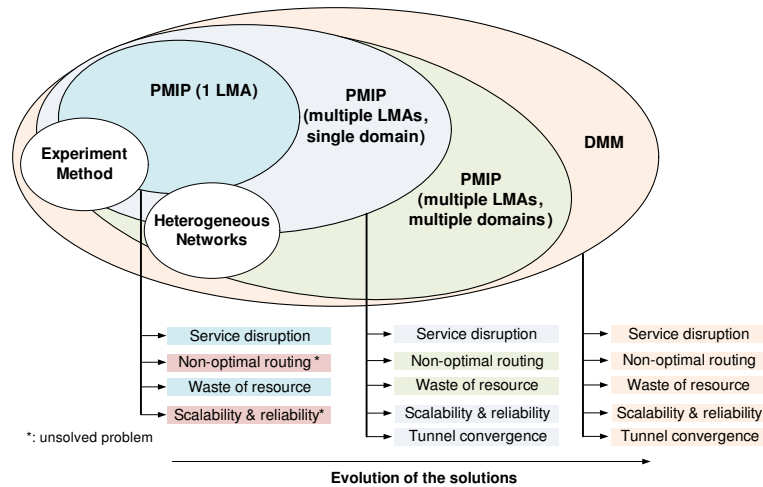 PMIP (1 LMA)
PMIP
(multiple LMAs,
single domain)
DMM
Experiment
Method
PMIP
(multiple LMAs,
multiple domains)
Heterogeneous
Networks
Service disruption
Non-optimal routing *
Waste of resource
Scalability & reliability*
Service disruption
Non-optimal routing
Waste of resource
Scalability & reliability
Tunnel convergence
Service disruption
Non-optimal routing
Waste of resource
Scalability & reliability
Tunnel convergence
*: unsolved problem
Evolution of the solutions